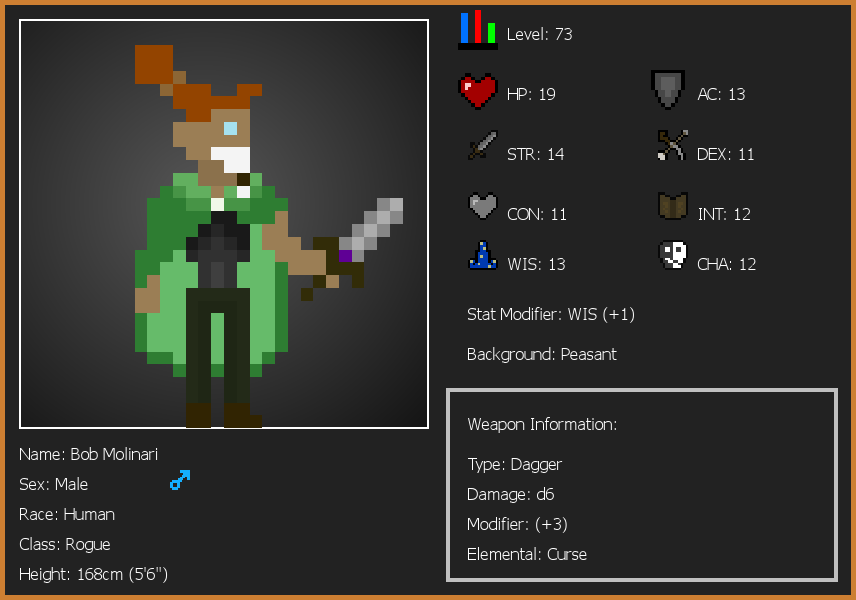 Level: 73
HP: 19
AC: 13
STR: 14
DEX: 11
CON: 11
INT: 12
WIS: 13
CHA: 12
Stat Modifier: WIS (+1)
Background: Peasant
Weapon Information:
Type: Dagger
Damage: d6
Modifier: (+3)
Elemental: Curse
Name: Bob Molinari
Sex: Male
Race: Human
Class: Rogue
Height: 168cm (5'6")